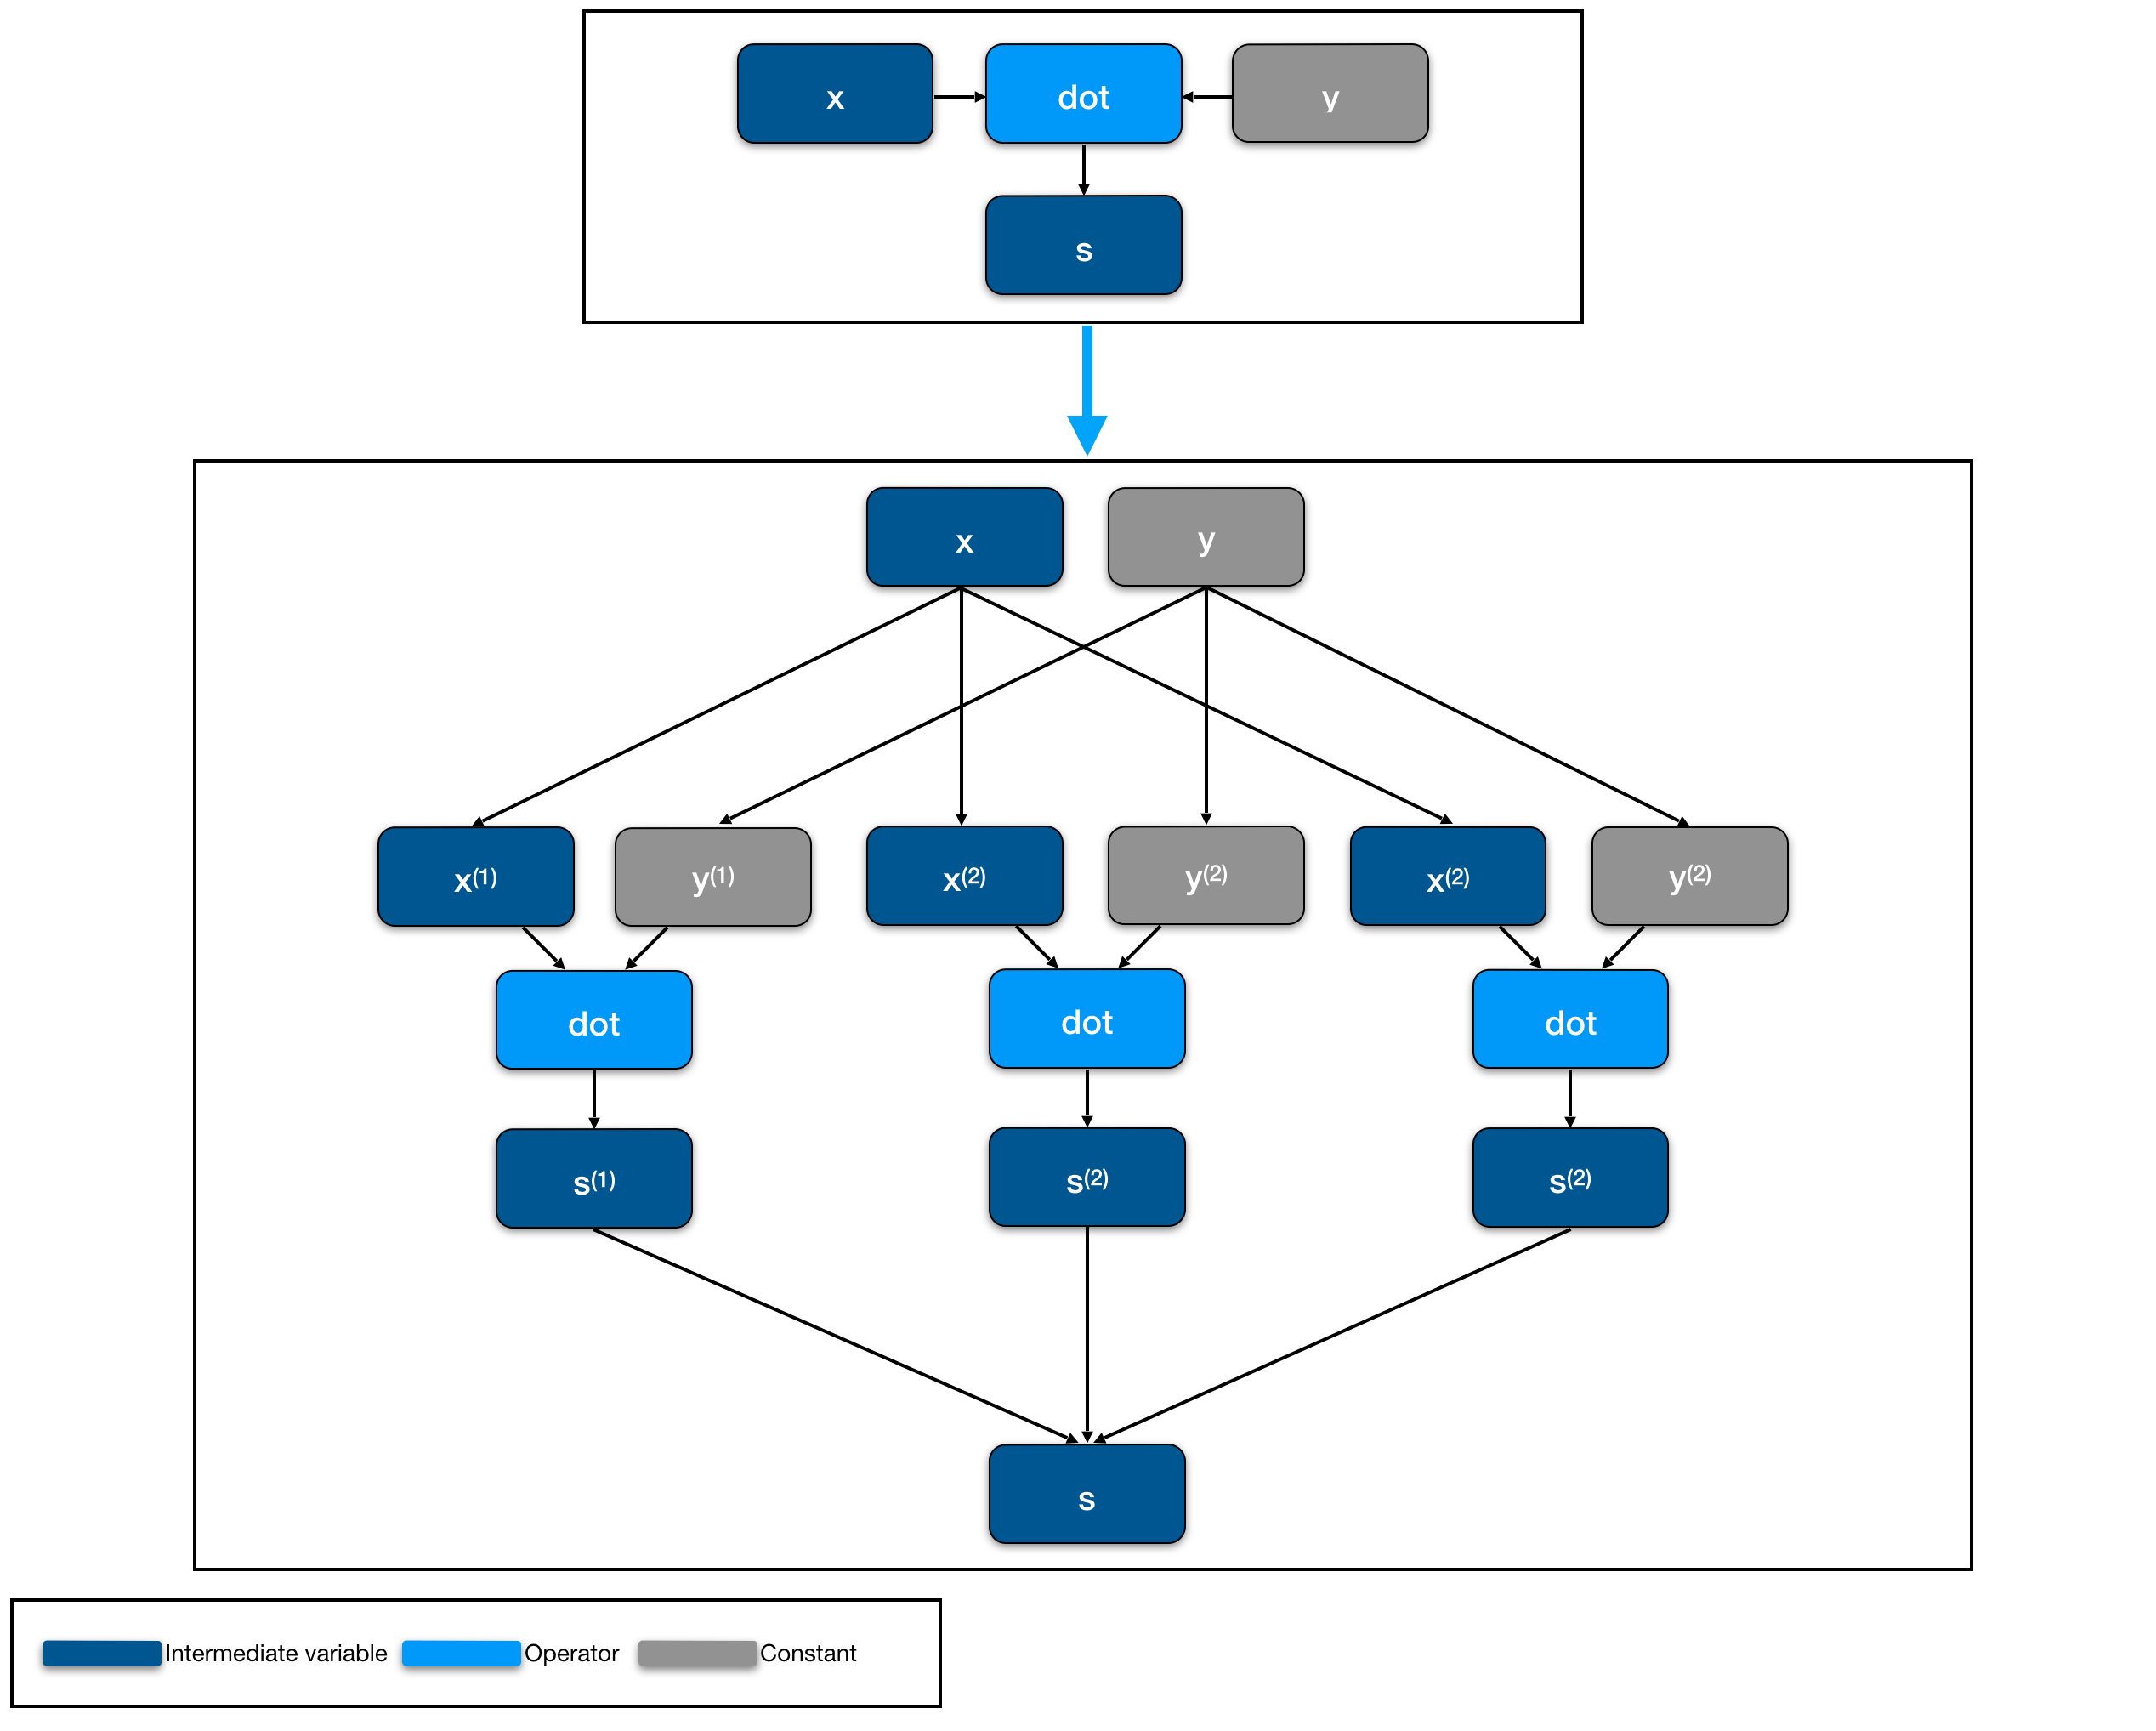 x dot y
s
x y
x(1) y(1) x(2) y(2) x(2) y(2)
dot dot dot
s(1) s(2) s(2)
s
Intermediate variable Operator Constant